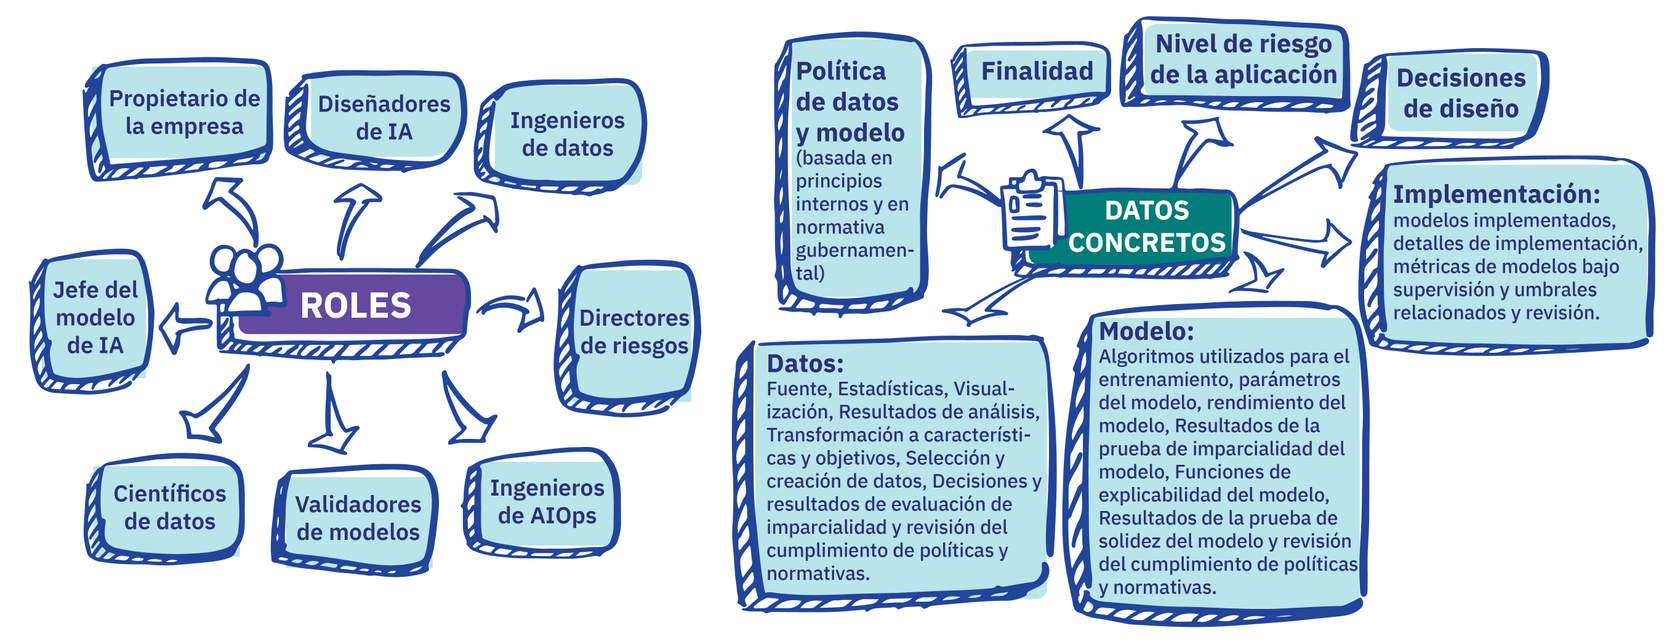 Propietario de
la empresa
Diseñadores
de IA
Ingenieros
de datos
Jefe del
modelo
de IA
ROLES
Directores
de riesgos
Científicos
de datos
Validadores
de modelos
Ingenieros
de AIOps
Política
de datos
y modelo
(basada en
principios
internos y en
normativa
gubernamen-
tal)
Finalidad
Nivel de riesgo
de la aplicación
Decisiones
de diseño
DATOS
CONCRETOS
Implementación:
modelos implementados,
detalles de implementación,
métricas de modelos bajo
supervisión y umbrales
relacionados y revisión.
Datos:
Fuente, Estadísticas, Visual-
ización, Resultados de análisis,
Transformación a característi-
cas y objetivos, Selección y
creación de datos, Decisiones y
resultados de evaluación de
imparcialidad y revisión del
cumplimiento de políticas y
normativas.
Modelo:
Algoritmos utilizados para el
entrenamiento, parámetros
del modelo, rendimiento del
modelo, Resultados de la
prueba de imparcialidad del
modelo, Funciones de
explicabilidad del modelo,
Resultados de la prueba de
solidez del modelo y revisión
del cumplimiento de políticas
y normativas.